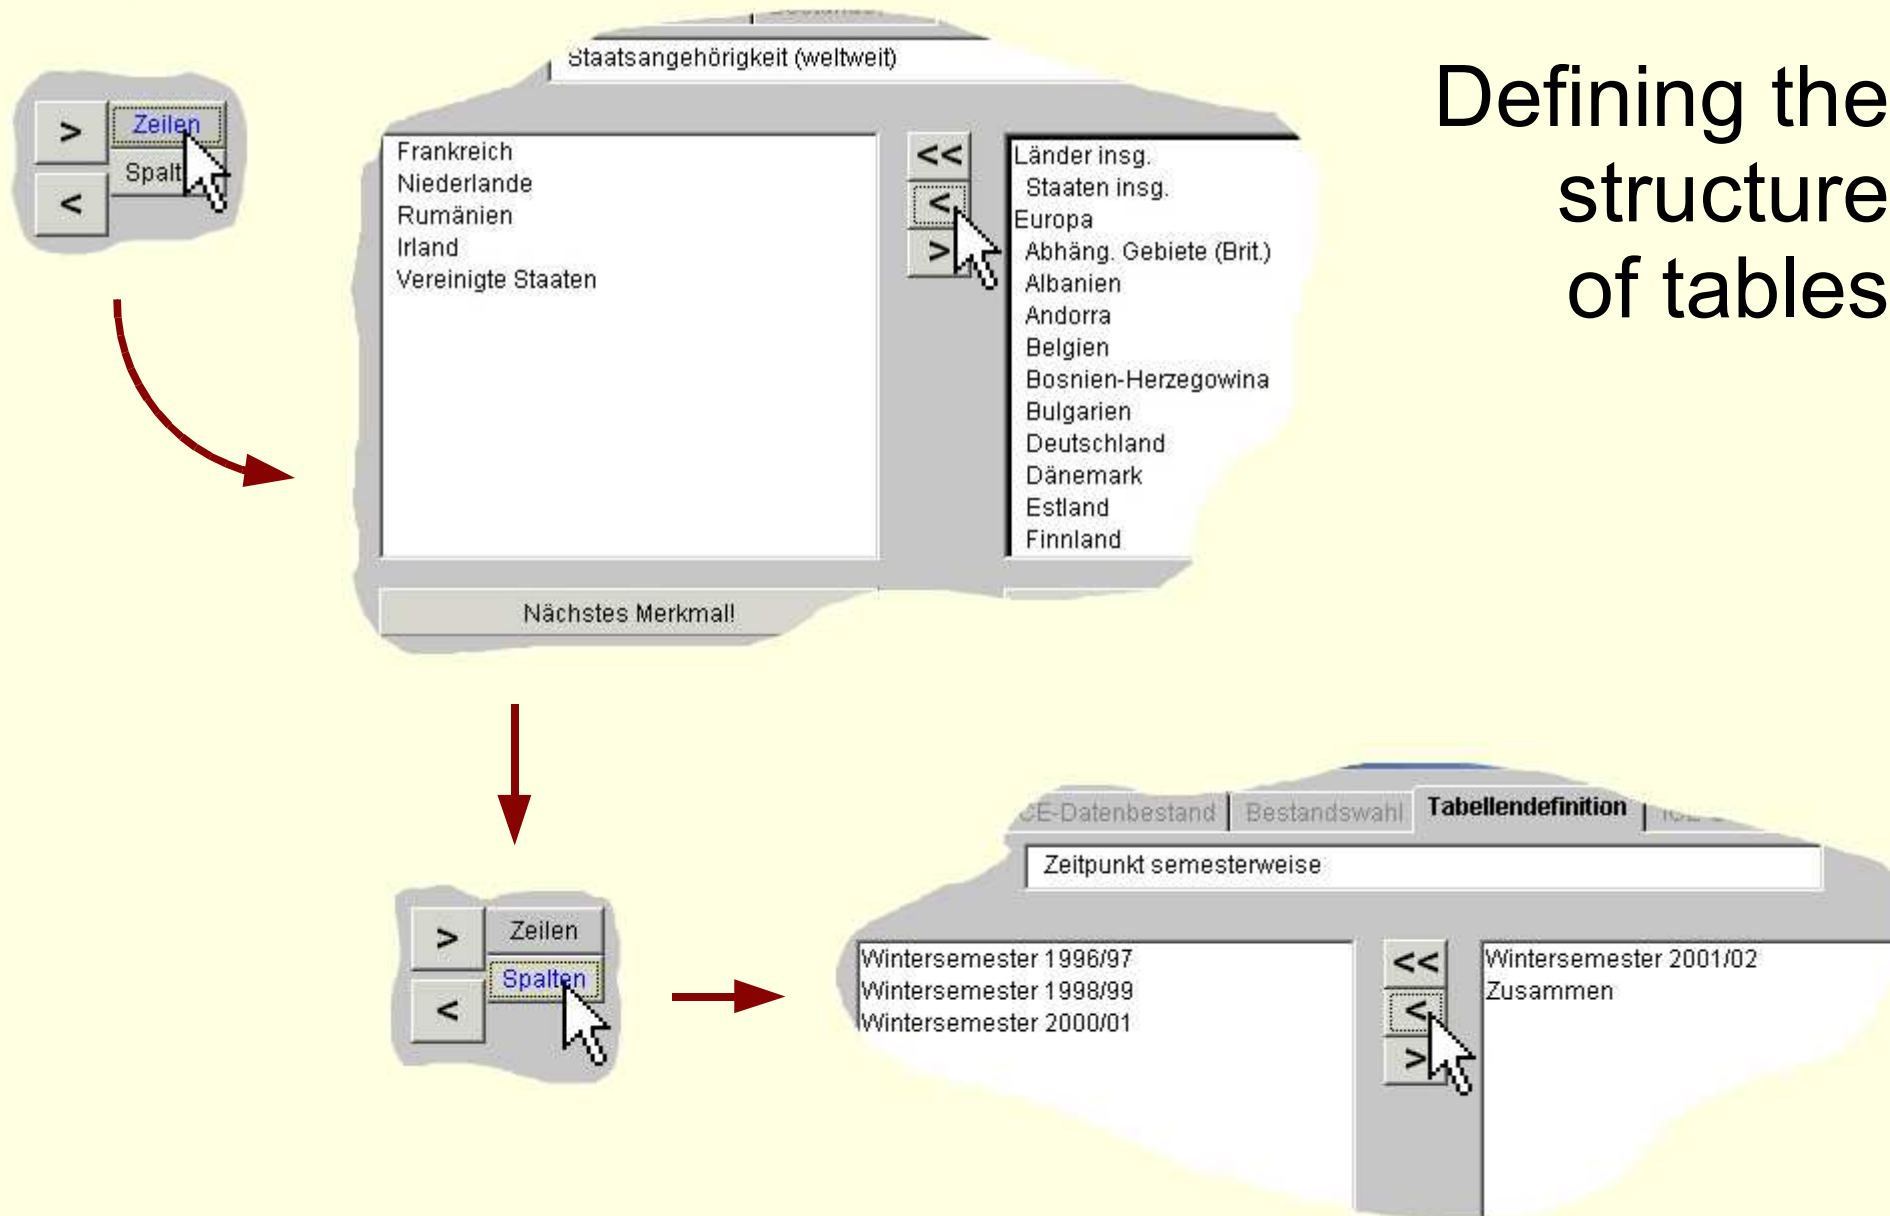 Defining the
structure
of tables
>
Zeilen
<
Staatsangehörigkeit (weltweit)
Frankreich
Niederlande
Rumänien
Irland
Vereinigte Staaten
<<
<
>
Länder insg.
Staaten insg.
Europa
Abhäng. Gebiete (Brit.)
Albanien
Andorra
Belgien
Bosnien-Herzegowina
Bulgarien
Deutschland
Dänemark
Estland
Finnland
Nächstes Merkmal!
>
Zeilen
Spalten
<
CE-Datenbestand Bestandswahl Tabellendefinition
Zeitpunkt semesterweise
Wintersemester 1996/97
Wintersemester 1998/99
Wintersemester 2000/01
<<
<
>
Wintersemester 2001/02
Zusammen